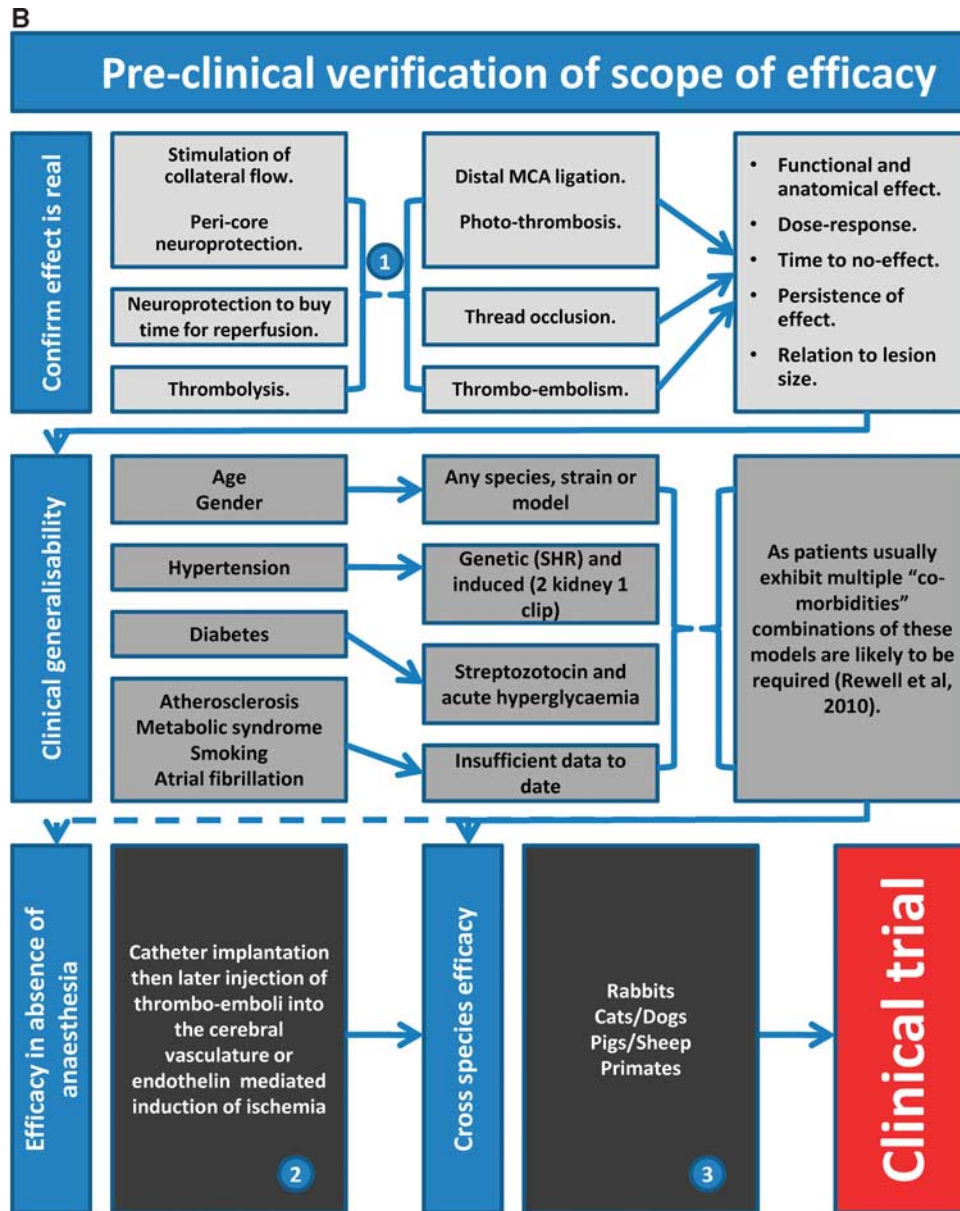 B
Pre-clinical verification of scope of efficacy
Confirm effect is real
Stimulation of
collateral flow.
Peri-core
neuroprotection.
Neuroprotection to buy
time for reperfusion.
Thrombolysis.
1
Distal MCA ligation.
Photo-thrombosis.
Thread occlusion.
Thrombo-embolism.
• Functional and
anatomical effect.
• Dose-response.
• Time to no-effect.
• Persistence of
effect.
• Relation to lesion
size.
Clinical generalisability
Age
Gender
Hypertension
Diabetes
Atherosclerosis
Metabolic syndrome
Smoking
Atrial fibrillation
Any species, strain or
model
Genetic (SHR) and
induced (2 kidney 1
clip)
Streptozotocin and
acute hyperglycaemia
Insufficient data to
date
As patients usually
exhibit multiple “co-
morbidities”
combinations of these
models are likely to be
required (Rewell et al,
2010).
Efficacy in absence of
anaesthesia
Catheter implantation
then later injection of
thrombo-emboli into
the cerebral
vasculature or
endothelin mediated
induction of ischemia
2
Cross species efficacy
Rabbits
Cats/Dogs
Pigs/Sheep
Primates
3
Clinical trial